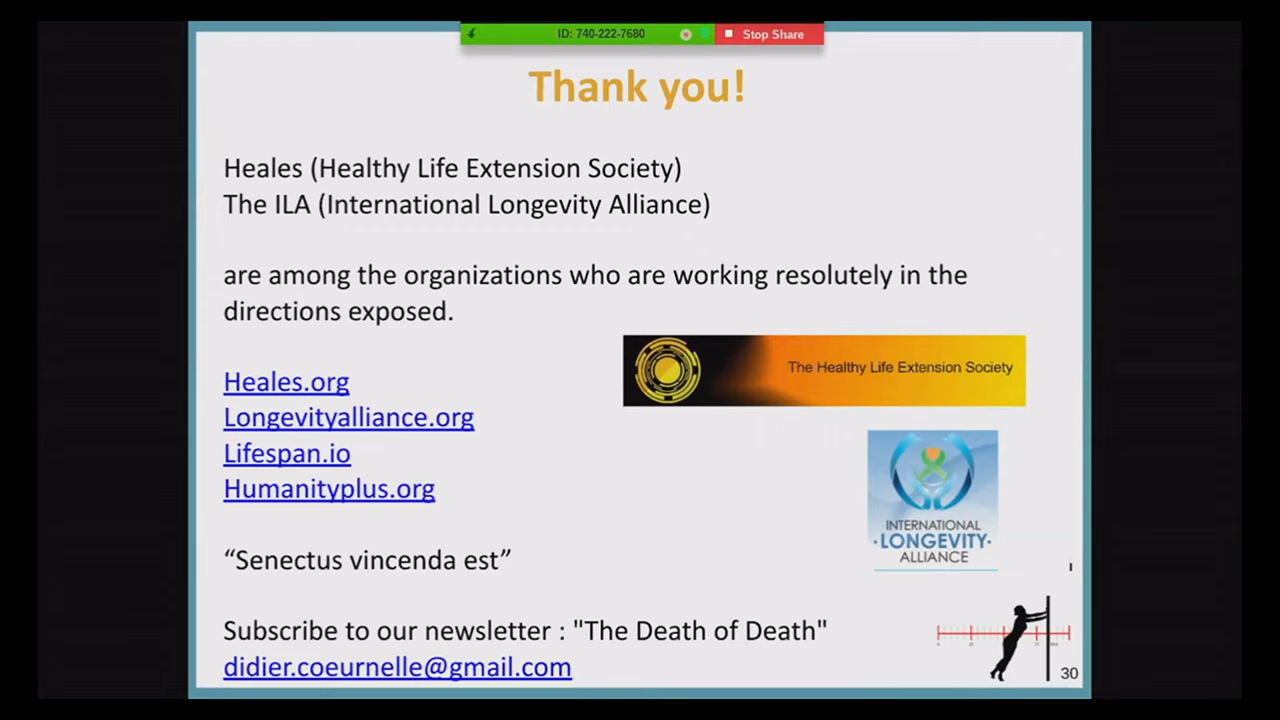 ID: 740-222-7680
Stop Share
Thank you!
Heales (Healthy Life Extension Society)
The ILA (International Longevity Alliance)
are among the organizations who are working resolutely in the
directions exposed.
The Healthy Life Extension Society
Heales.org
Longevityalliance.org
Lifespan.io
Humanityplus.org
INTERNATIONAL
·LONGEVITY·
ALLIANCE
“Senectus vincenda est”
Subscribe to our newsletter : "The Death of Death"
didier.coeurnelle@gmail.com
30